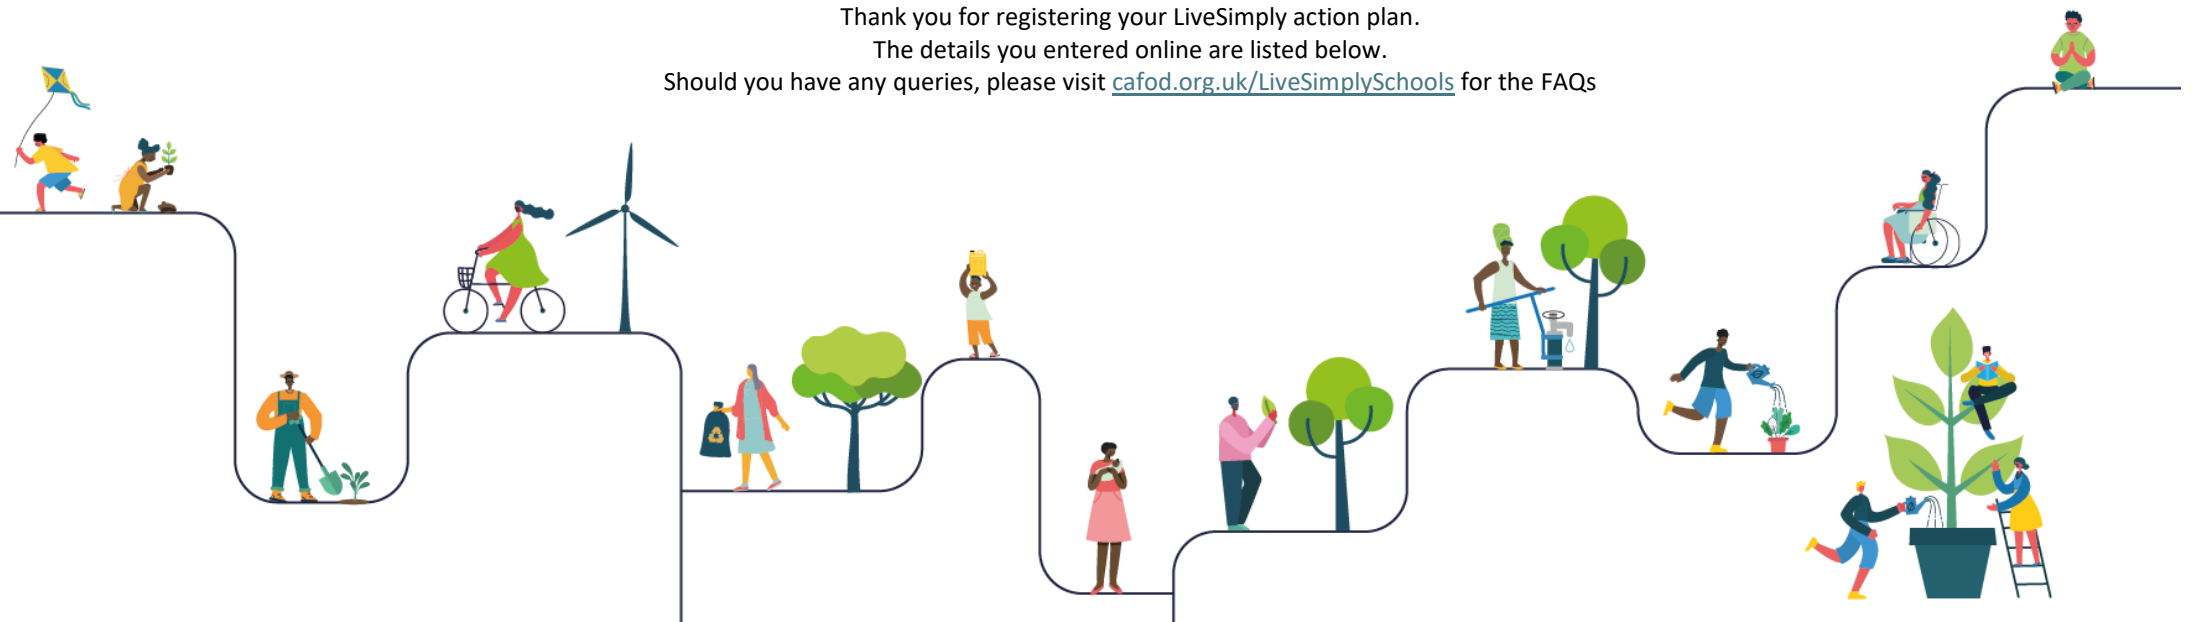 Thank you for registering your LiveSimply action plan.
The details you entered online are listed below.
Should you have any queries, please visit cafod.org.uk/LiveSimplySchools for the FAQs